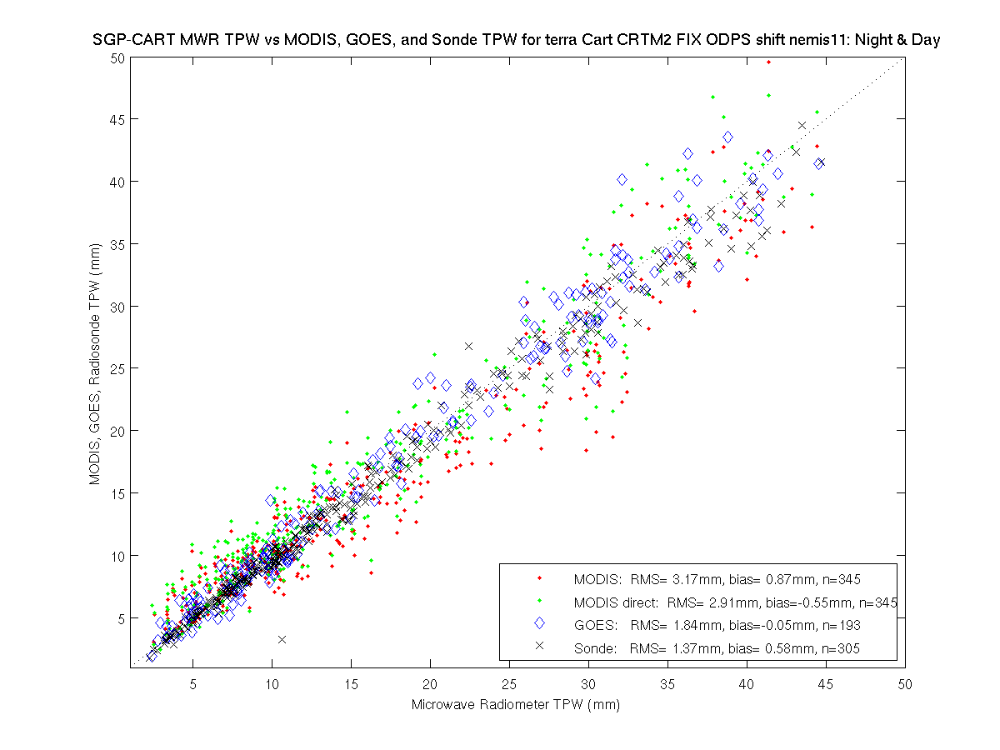 SGP-CART MWR TPW vs MODIS, GOES, and Sonde TPW for terra Cart CRTM2 FIX ODPS shift nemis11: Night & Day
MODIS, GOES, Radiosonde TPW (mm)
50
45
40
35
30
25
20
15
10
5
MODIS: RMS= 3.17mm, bias= 0.87mm, n=345
MODIS direct: RMS= 2.91mm, bias=-0.55mm, n=345
GOES: RMS= 1.84mm, bias=-0.05mm, n=193
Sonde: RMS= 1.37mm, bias= 0.58mm, n=305
5 10 15 20 25 30 35 40 45 50
Microwave Radiometer TPW (mm)